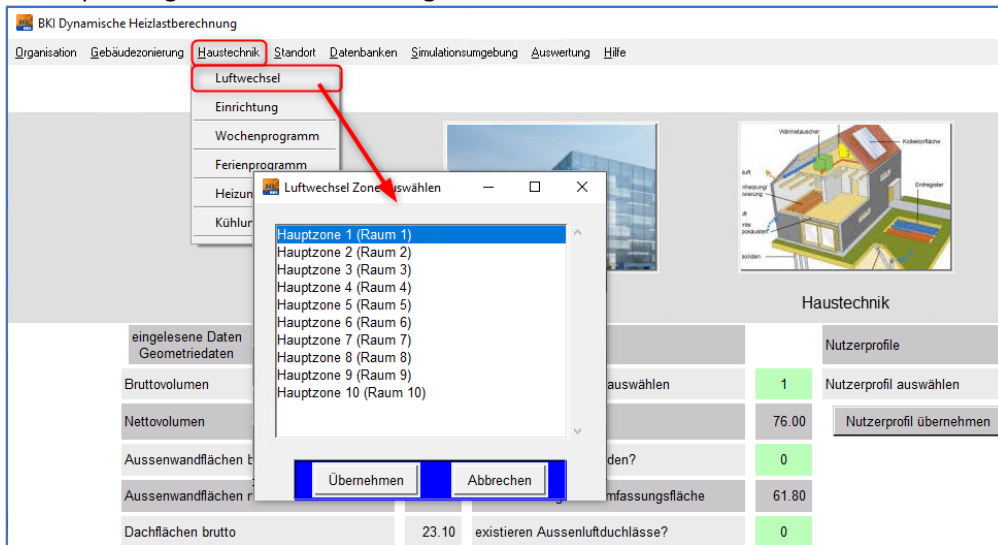 BKI Dynamische Heizlastberechnung
Organisation Gebäudezonierung Haustechnik Standort Datenbanken Simulationsumgebung Auswertung Hilfe
Luftwechsel
Einrichtung
Wochenprogramm
Ferienprogramm
Luftwechsel Zone
Hauptzone 1 (Raum 1)
Hauptzone 2 (Raum 2)
Hauptzone 3 (Raum 3)
Hauptzone 4 (Raum 4)
Hauptzone 5 (Raum 5)
Hauptzone 6 (Raum 6)
Hauptzone 7 (Raum 7)
Hauptzone 8 (Raum 8)
Hauptzone 9 (Raum 9)
Hauptzone 10 (Raum 10)
Übernehmen Abbrechen
Wärmetauscher
Kollektorfläche
Erdregister
Haustechnik
eingelesene Daten
Geometriedaten
Nutzerprofile
Bruttovolumen auswählen 1 Nutzerprofil auswählen
Nettovolumen 76.00 Nutzerprofil übernehmen
Aussenwandflächen 0
Aussenwandflächen 61.80
Dachflächen brutto 23.10 existieren Aussenluftduchlässe? 0